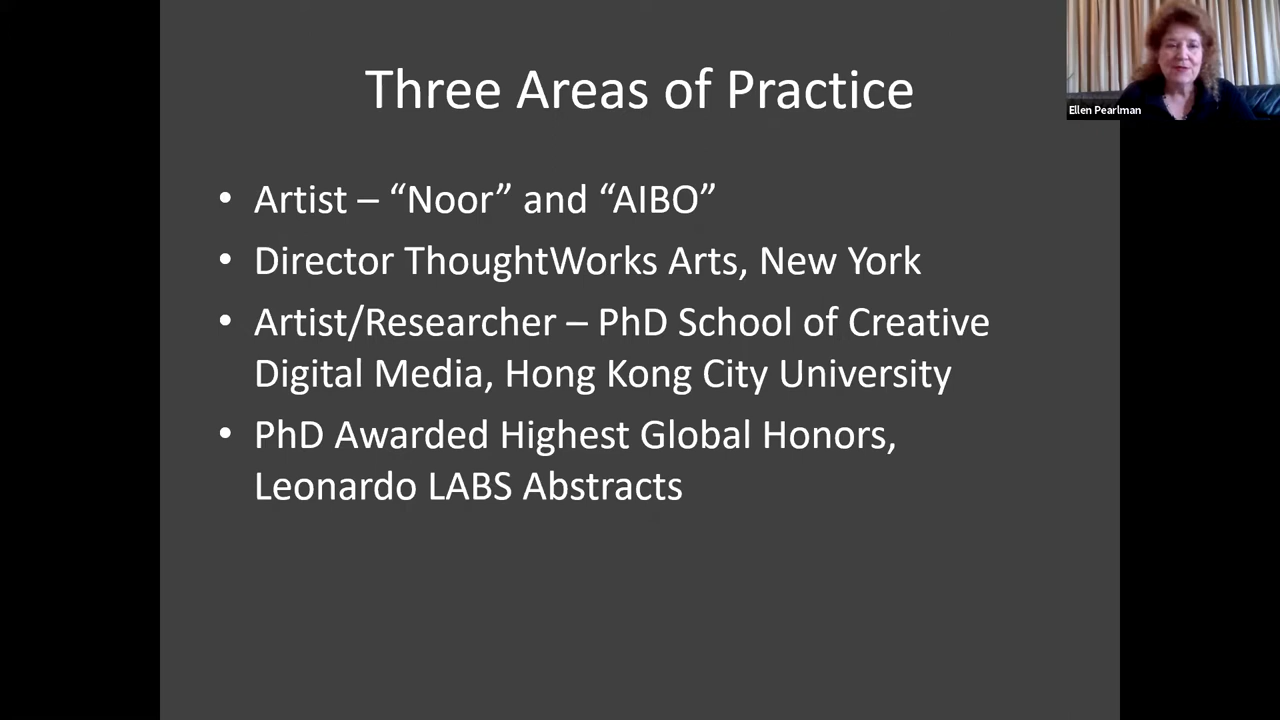 Three Areas of Practice
Ellen Pearlman
• Artist – “Noor” and “AIBO”
• Director ThoughtWorks Arts, New York
• Artist/Researcher – PhD School of Creative
Digital Media, Hong Kong City University
• PhD Awarded Highest Global Honors,
Leonardo LABS Abstracts